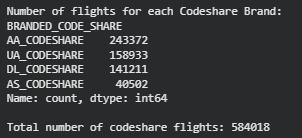 Number of flights for each Codeshare Brand:
BRANDED_CODE_SHARE
AA_CODESHARE    243372
UA_CODESHARE    158933
DL_CODESHARE    141211
AS_CODESHARE     40502
Name: count, dtype: int64

Total number of codeshare flights: 584018